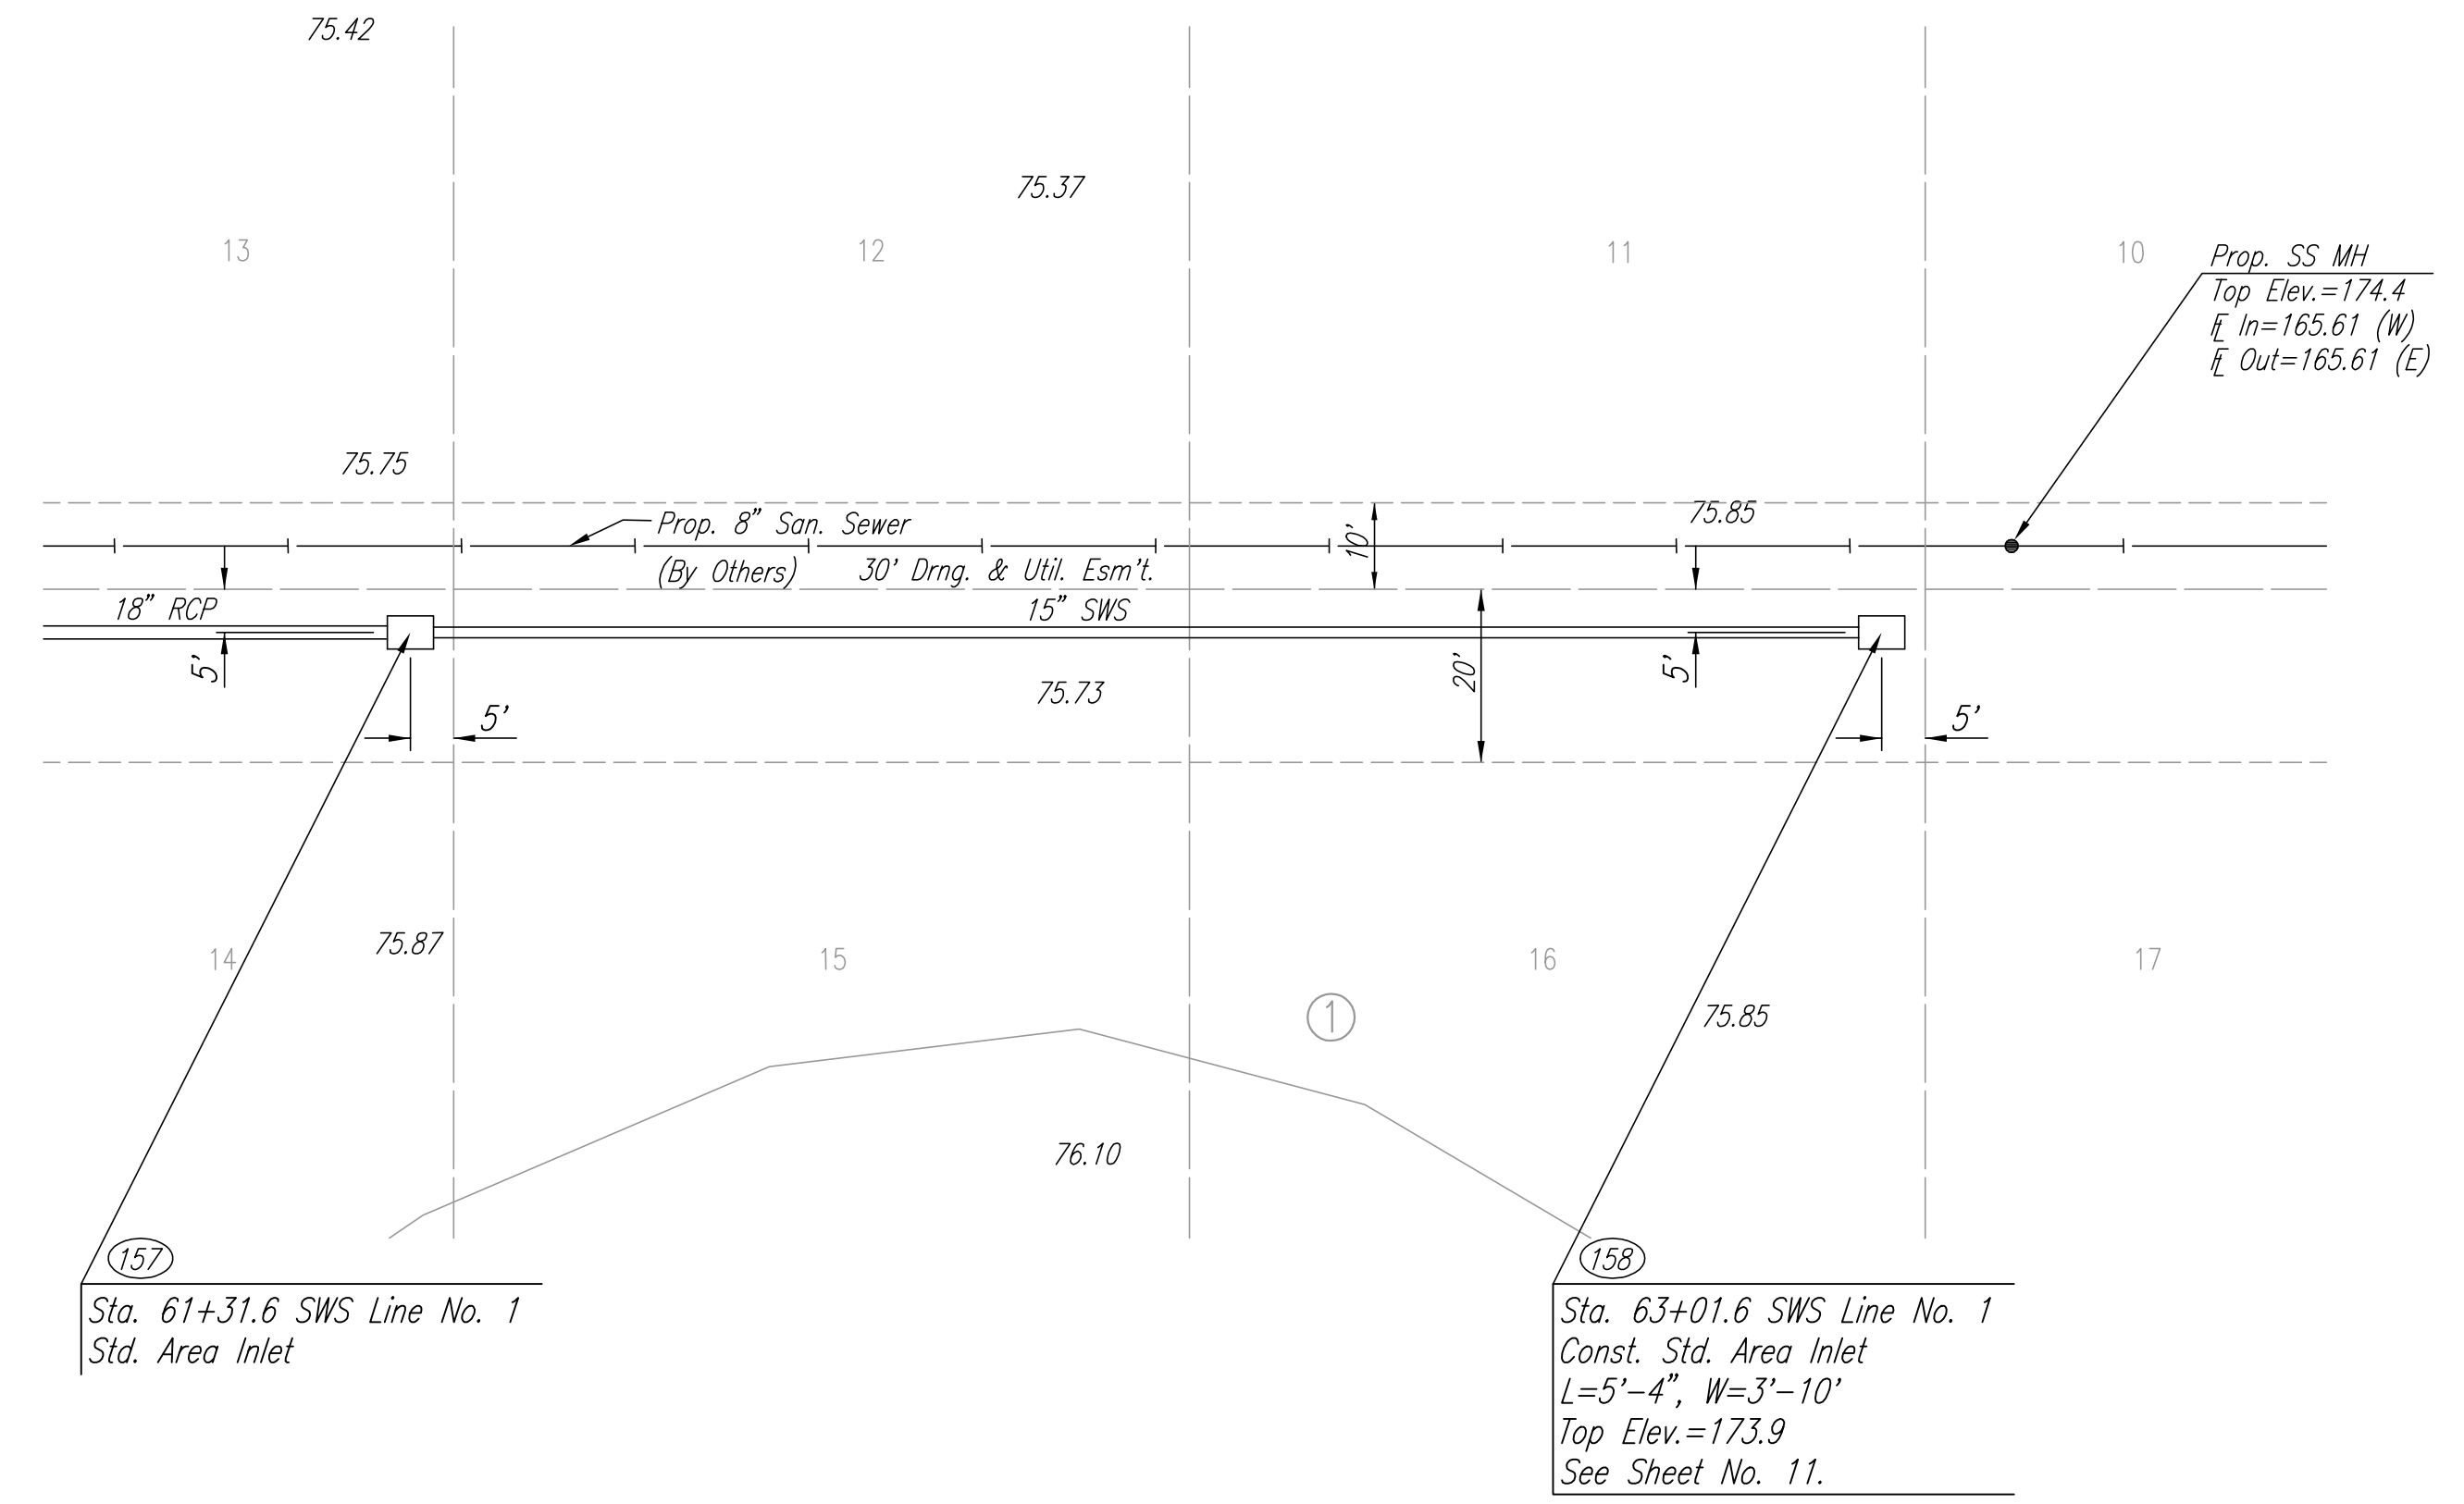 75.42
75.37
13
12
11
10
Prop. SS MH
Top Elev.=174.4
FL In=165.61 (W)
FL Out=165.61 (E)
75.75
75.85
Prop. 8" San. Sewer
(By Others)
30' Drng. & Util. Esm't.
10'
18" RCP
15" SWS
5'
5'
20'
75.73
5'
5'
75.87
14
15
16
17
1
75.85
76.10
157
Sta. 61+31.6 SWS Line No. 1
Std. Area Inlet
158
Sta. 63+01.6 SWS Line No. 1
Const. Std. Area Inlet
L=5'-4", W=3'-10'
Top Elev.=173.9
See Sheet No. 11.